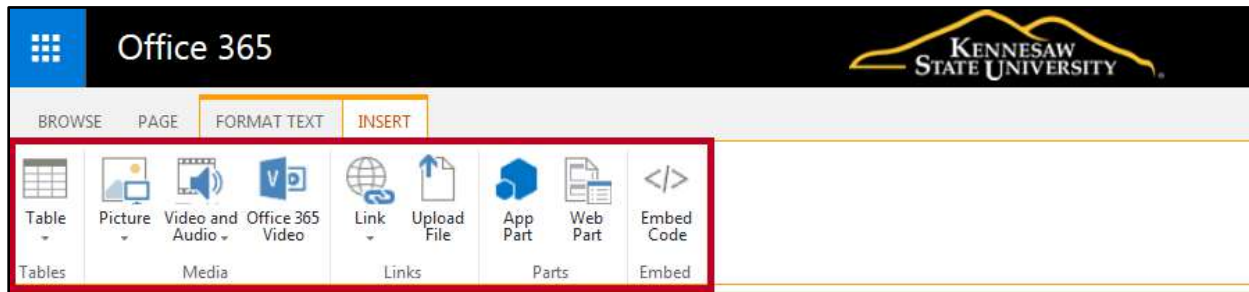 Office 365
KENNESAW
STATE UNIVERSITY
BROWSE PAGE FORMAT TEXT INSERT
Table Picture Video and Audio Office 365 Video Link Upload File App Part Web Part Embed Code
Tables Media Links Parts Embed